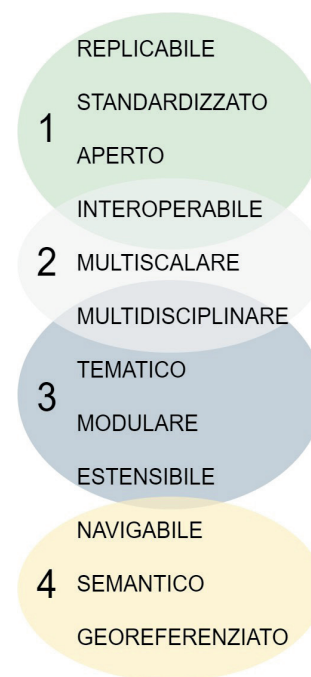 REPLICABILE
STANDARDIZZATO
1
APERTO
INTEROPERABILE
2 MULTISCALARE
MULTIDISCIPLINARE
TEMATICO
3
MODULARE
ESTENSIBILE
NAVIGABILE
4 SEMANTICO
GEOREFERENZIATO